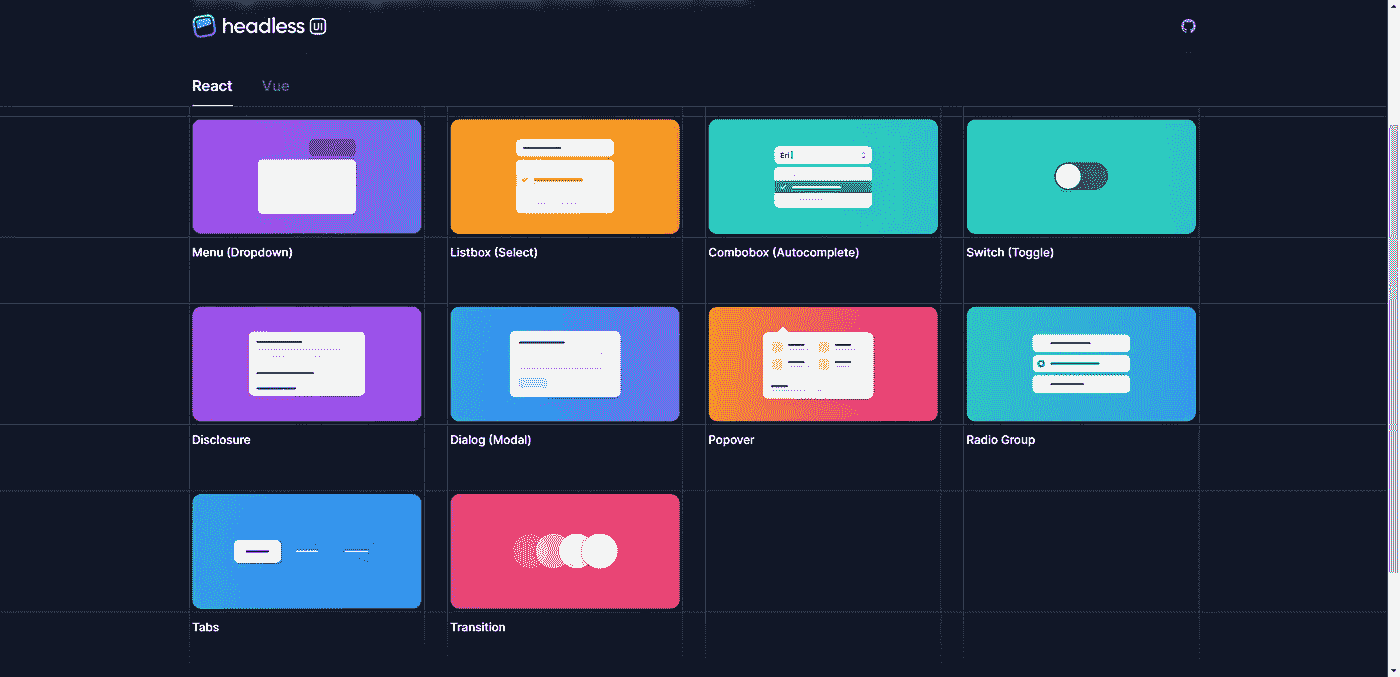 headless UI
React Vue
Eri
Menu (Dropdown) Listbox (Select) Combobox (Autocomplete) Switch (Toggle)
Disclosure Dialog (Modal) Popover Radio Group
Tabs Transition